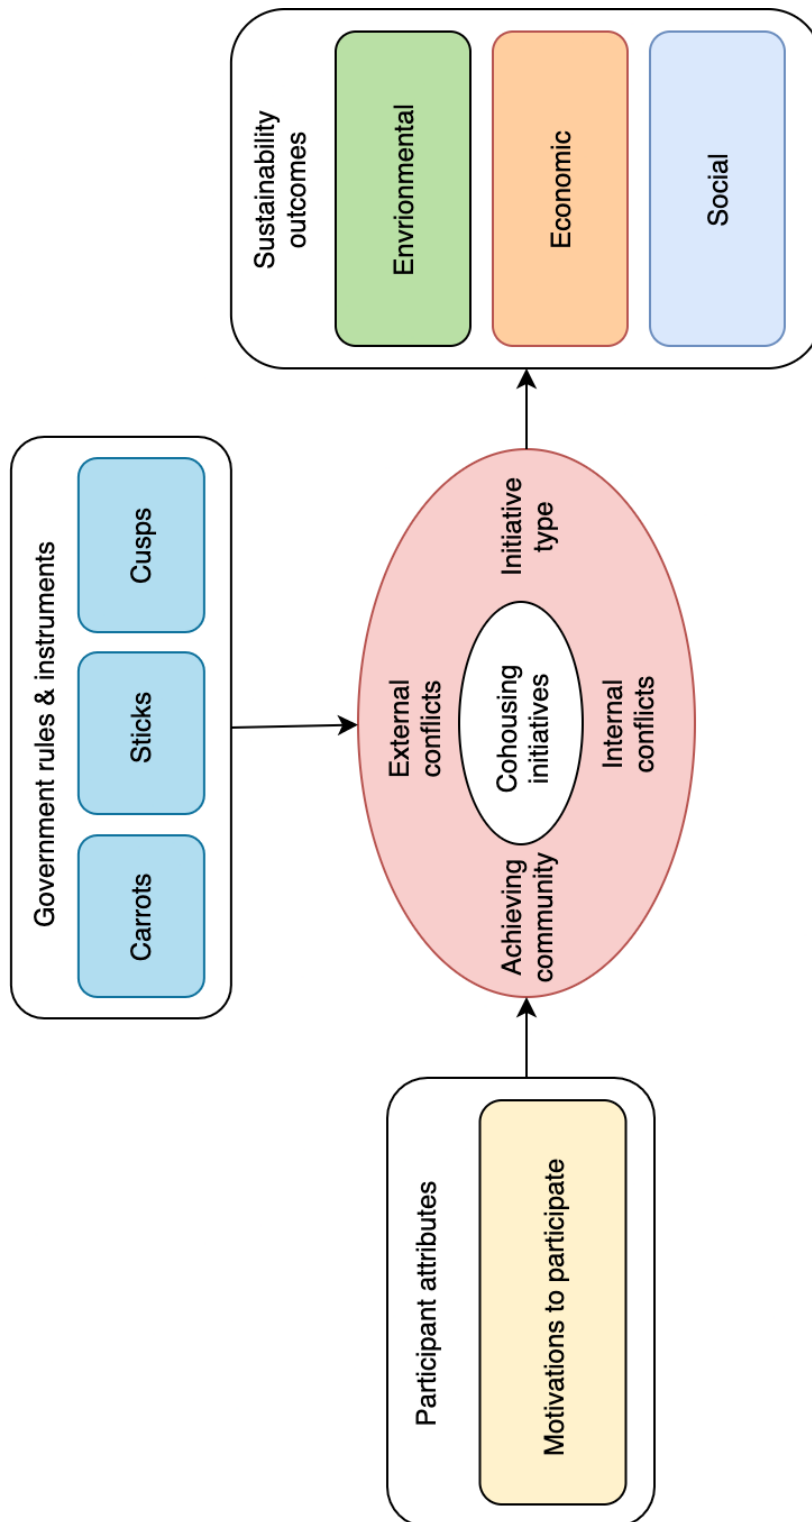 Government rules & instruments
Carrots
Sticks
Cusps
Participant attributes
Motivations to participate
External
conflicts
Achieving
community
Cohousing
initiatives
Initiative
type
Internal
conflicts
Sustainability
outcomes
Envrionmental
Economic
Social